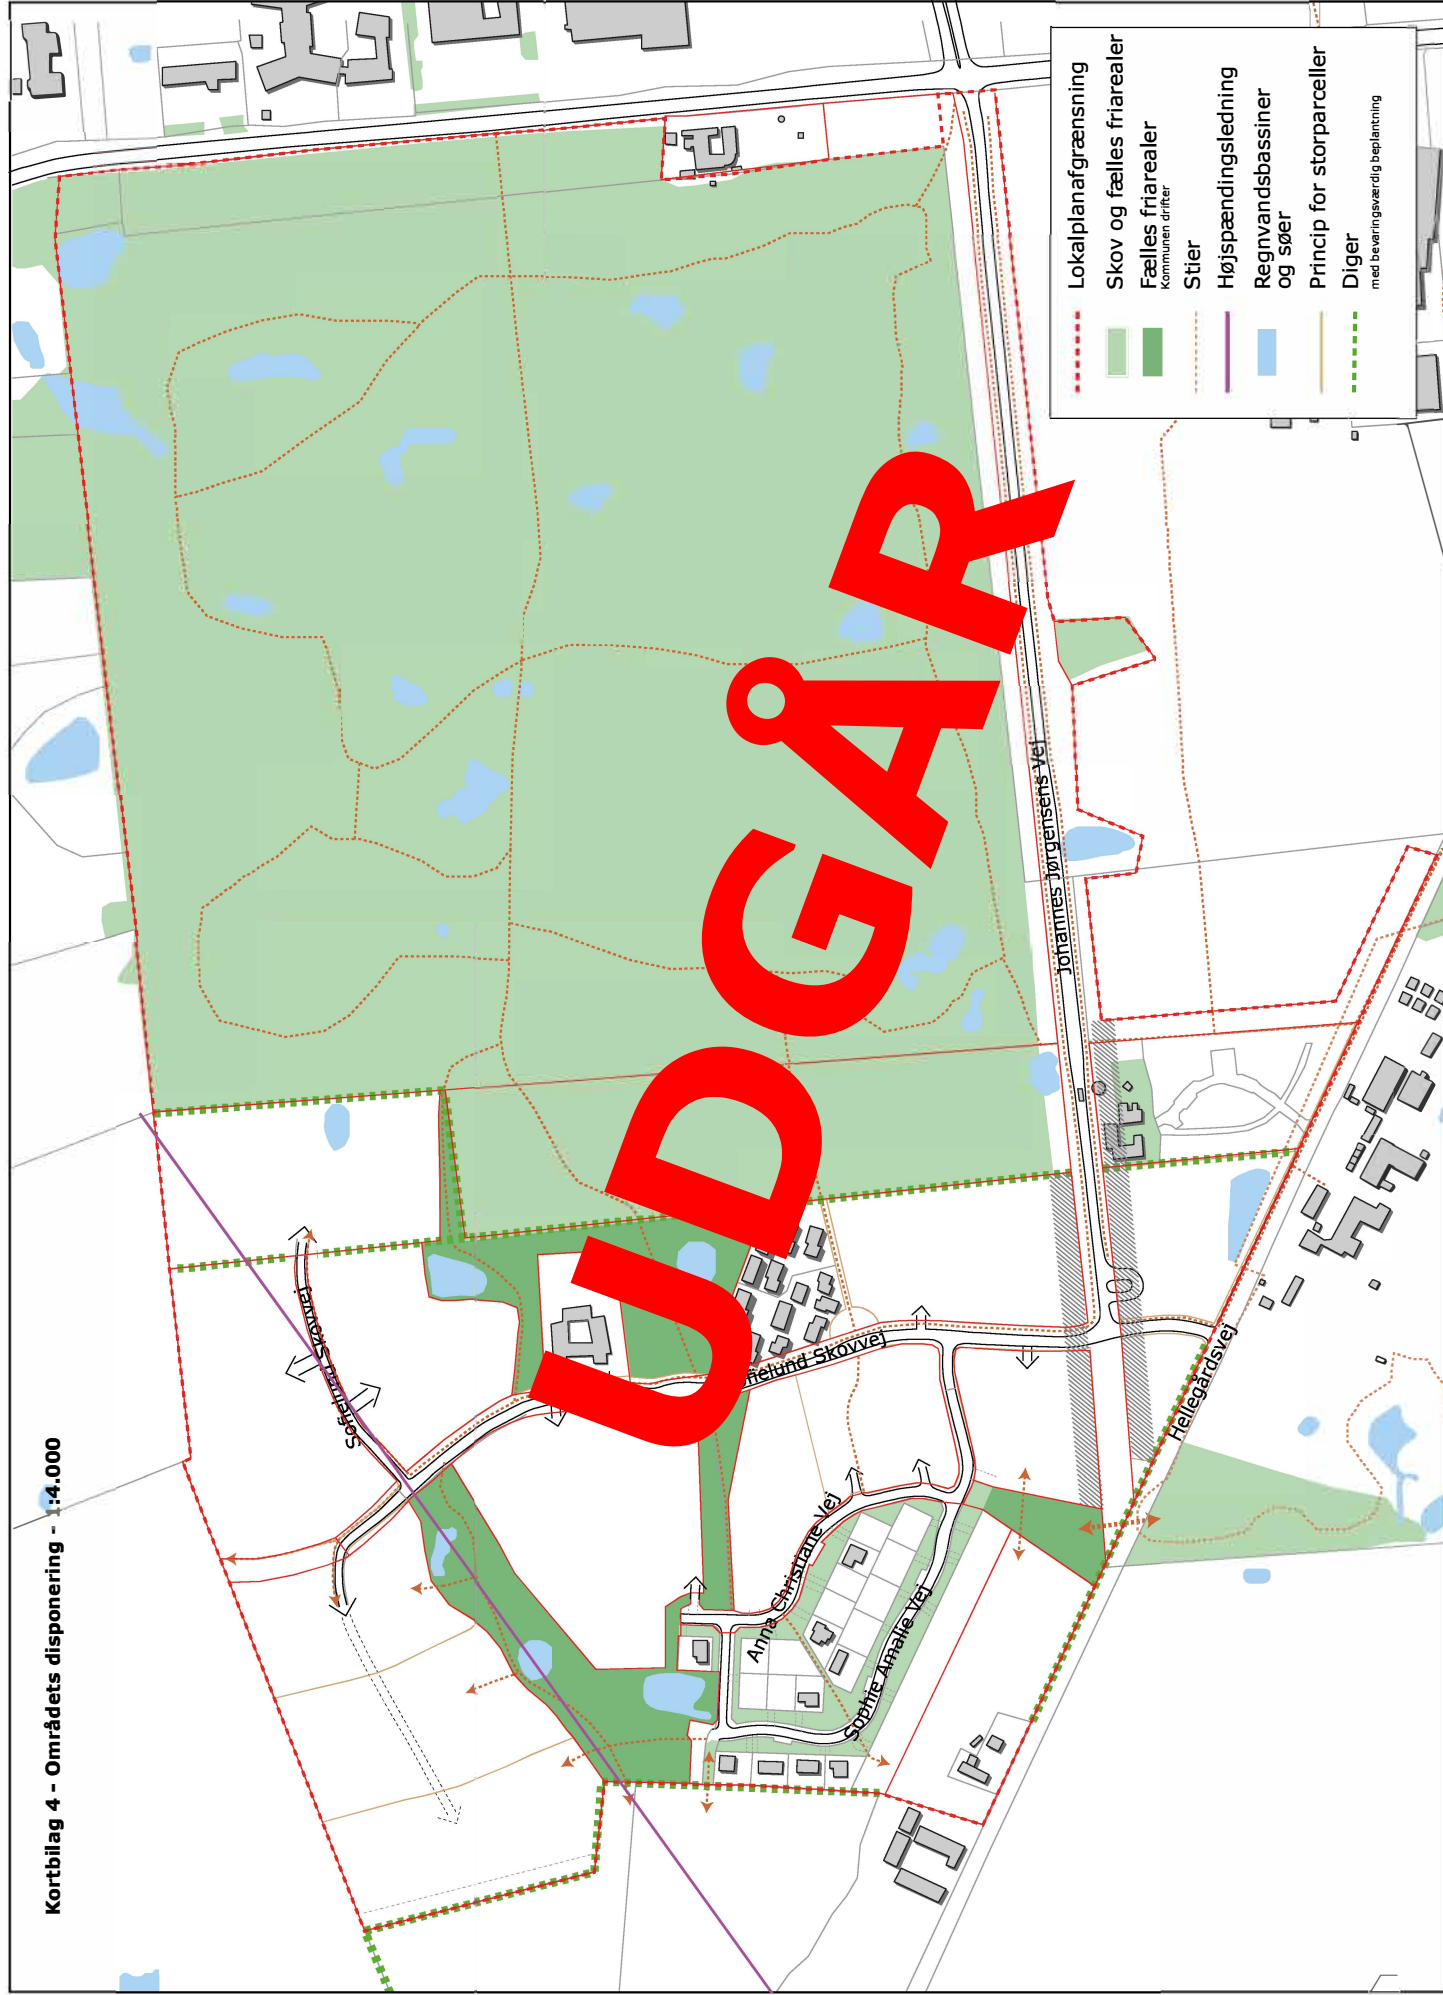 Kortbilag 4 - Områdets disponering - 1:4.000
Sofielund Skovvej
Sofielund Skovvej
Anna Christiane Vej
Sophie Amalie Vej
Hellegårdsvej
Johannes Jørgensens Vej
UDGÅR
Lokalplanafgrænsning
Skov og fælles friarealer
Fælles friarealer
Kommunen drifter
Stier
Højspændingsledning
Regnvandsbassiner
og søer
Princip for storparceller
Diger
med bevaringsværdig beplantning